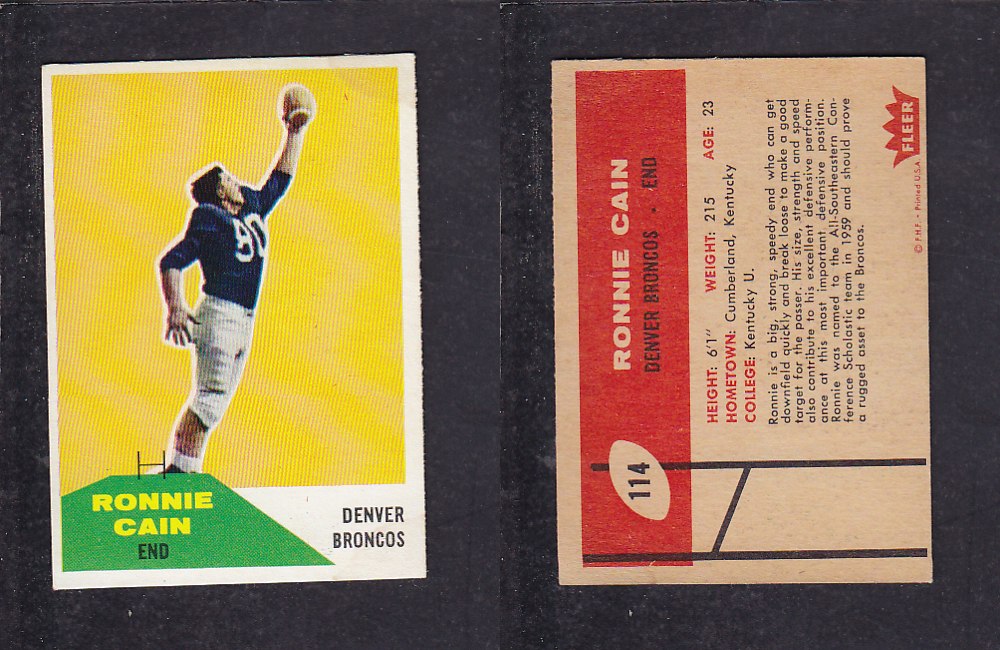 90
RONNIE
CAIN
END
DENVER
BRONCOS
114
RONNIE CAIN
DENVER BRONCOS • END
HEIGHT: 6'1" WEIGHT: 215 AGE: 23
HOMETOWN: Cumberland, Kentucky
COLLEGE: Kentucky U.
Ronnie is a big, strong, speedy end who can get
downfield quickly and break loose to make a good
target for the passer. His size, strength and speed
also contribute to his excellent defensive perform-
ance at this most important defensive position.
Ronnie was named to the All-Southeastern Con-
ference Scholastic team in 1959 and should prove
a rugged asset to the Broncos.
FLEER
© F.H.F. • Printed U.S.A.